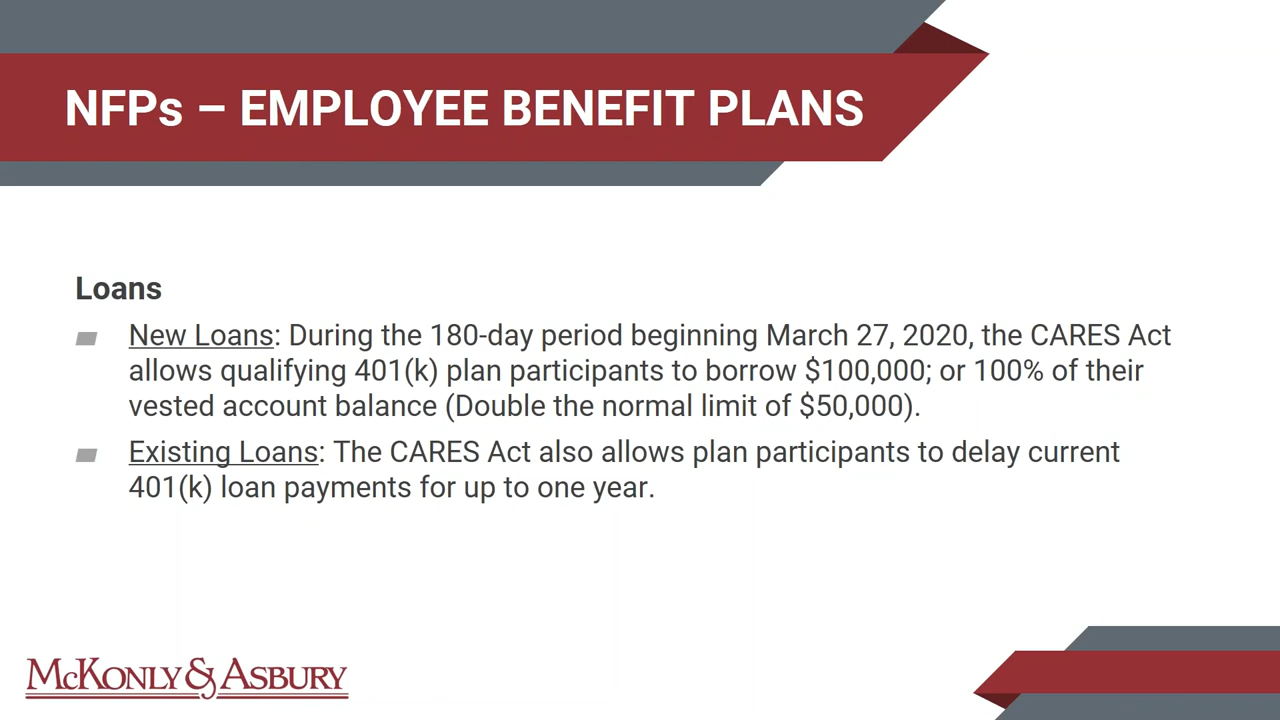 NFPs – EMPLOYEE BENEFIT PLANS
Loans
New Loans: During the 180-day period beginning March 27, 2020, the CARES Act
allows qualifying 401(k) plan participants to borrow $100,000; or 100% of their
vested account balance (Double the normal limit of $50,000).
Existing Loans: The CARES Act also allows plan participants to delay current
401(k) loan payments for up to one year.
McKonly & Asbury